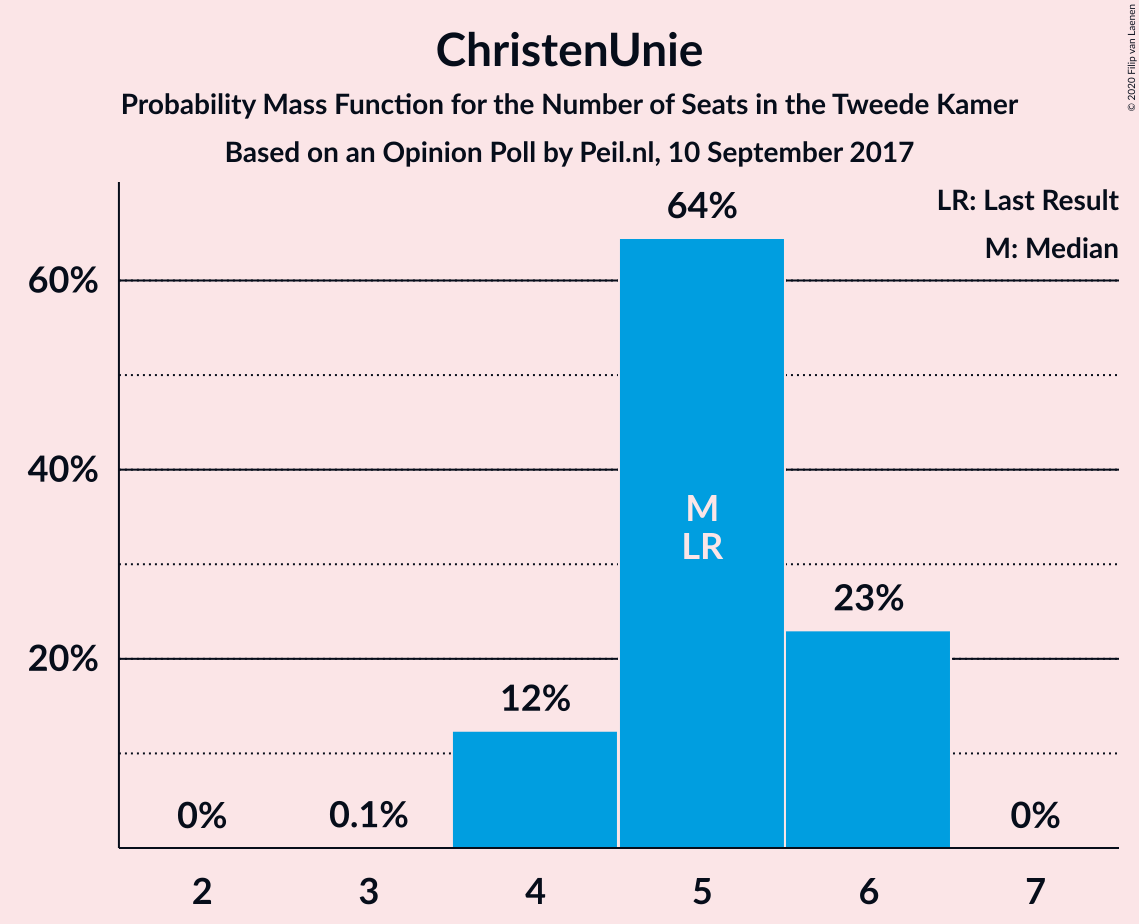 ChristenUnie
Probability Mass Function for the Number of Seats in the Tweede Kamer
Based on an Opinion Poll by Peil.nl, 10 September 2017
© 2020 Filip van Laenen
LR: Last Result
M: Median
60%
40%
20%
0%
0.1%
12%
64%
M
LR
23%
0%
2
3
4
5
6
7